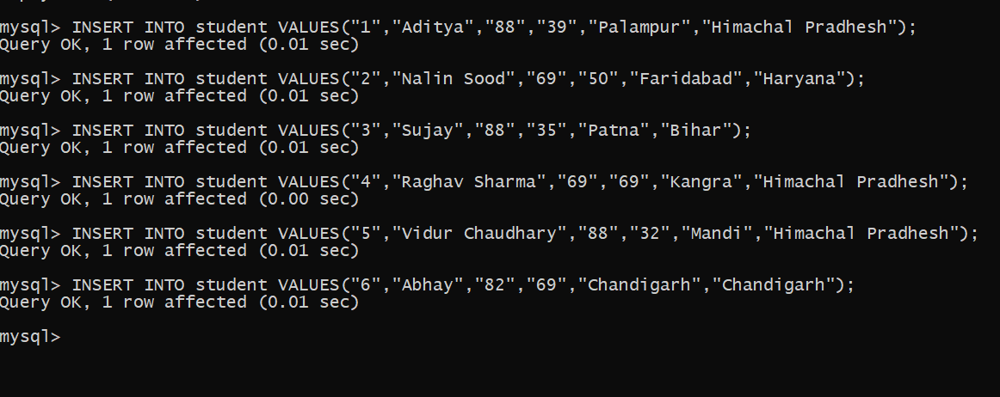 mysql> INSERT INTO student VALUES("1","Aditya","88","39","Palampur","Himachal Pradhesh");
Query OK, 1 row affected (0.01 sec)
mysql> INSERT INTO student VALUES("2","Nalin Sood","69","50","Faridabad","Haryana");
Query OK, 1 row affected (0.01 sec)
mysql> INSERT INTO student VALUES("3","Sujay","88","35","Patna","Bihar");
Query OK, 1 row affected (0.01 sec)
mysql> INSERT INTO student VALUES("4","Raghav Sharma","69","69","Kangra","Himachal Pradhesh");
Query OK, 1 row affected (0.00 sec)
mysql> INSERT INTO student VALUES("5","Vidur Chaudhary","88","32","Mandi","Himachal Pradhesh");
Query OK, 1 row affected (0.01 sec)
mysql> INSERT INTO student VALUES("6","Abhay","82","69","Chandigarh","Chandigarh");
Query OK, 1 row affected (0.01 sec)
mysql>